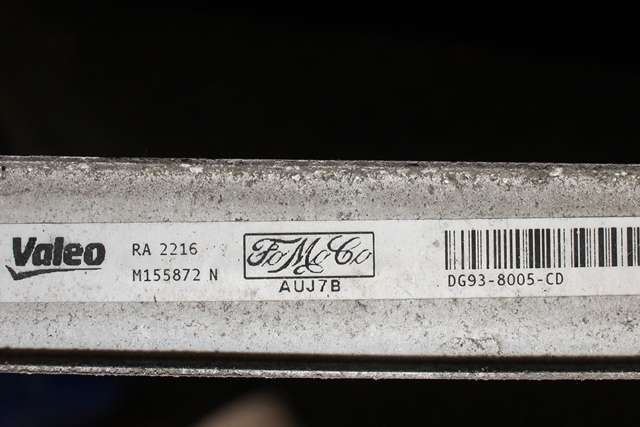 Valeo
RA 2216
M155872 N
FoMoCo
AUJ7B
DG93-8005-CD